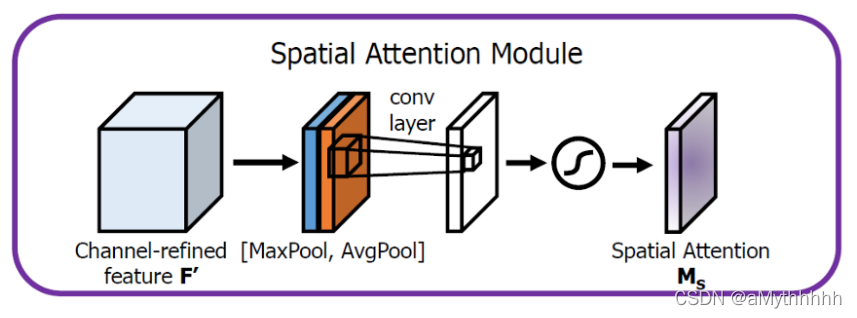 Spatial Attention Module
conv
layer
Channel-refined
feature F’
[MaxPool, AvgPool]
Spatial Attention
Ms
CSDN @aMythhhhh